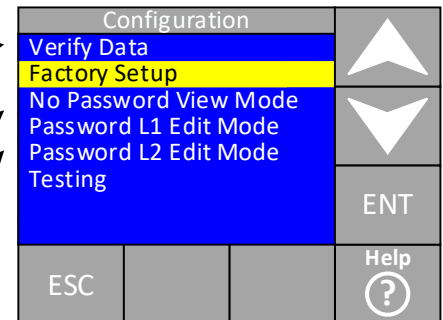 Configuration
Verify Data
Factory Setup
No Password View Mode
Password L1 Edit Mode
Password L2 Edit Mode
Testing
ENT
ESC
Help
?